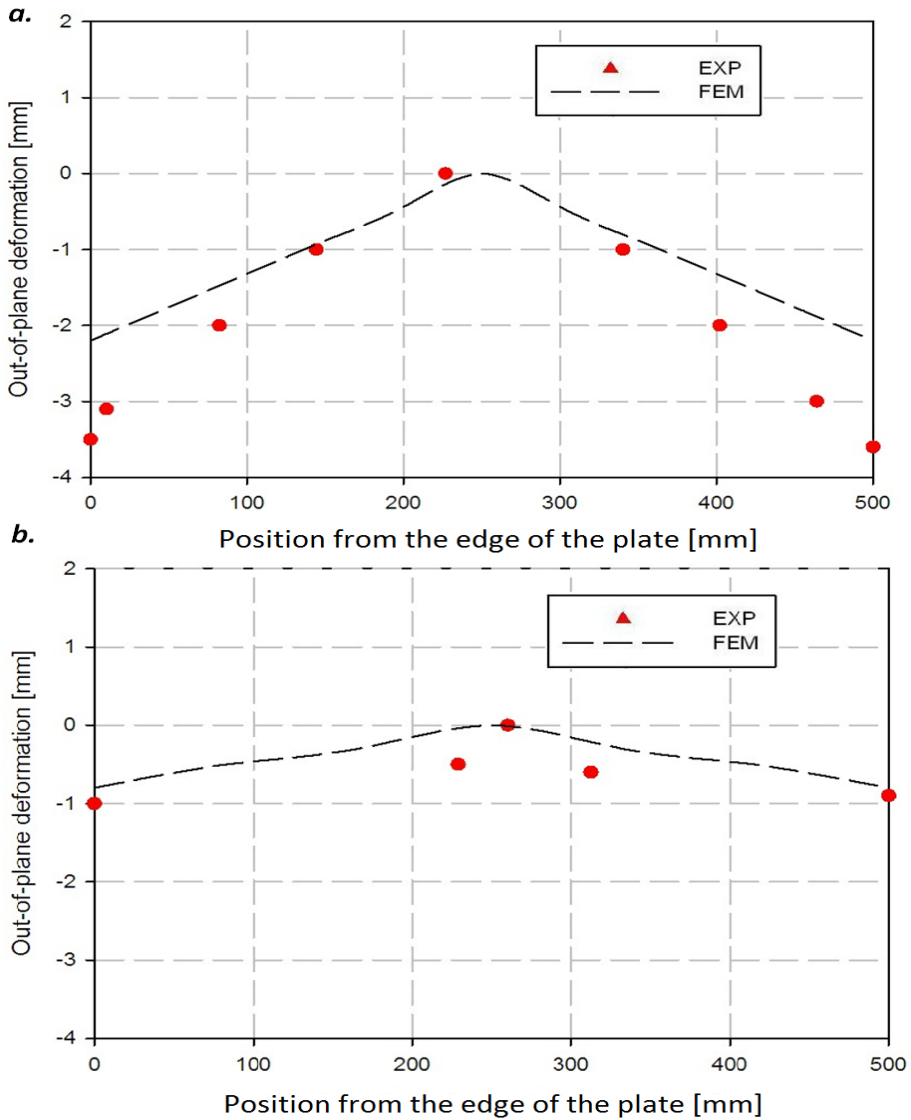 a.
2
1
0
-1
-2
-3
-4
Out-of-plane deformation [mm]
EXP
FEM
0 100 200 300 400 500
Position from the edge of the plate [mm]
b.
2
1
0
-1
-2
-3
-4
Out-of-plane deformation [mm]
EXP
FEM
0 100 200 300 400 500
Position from the edge of the plate [mm]